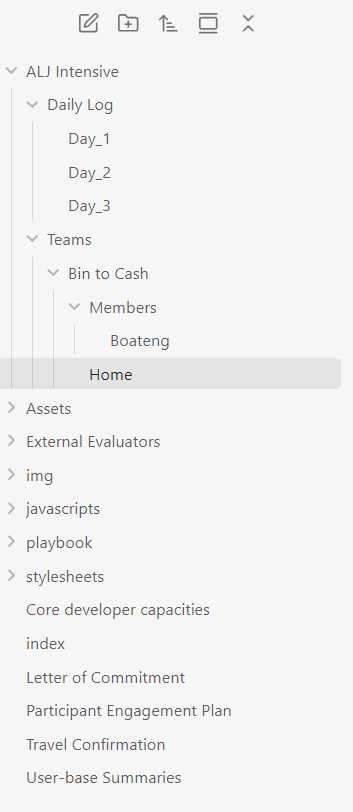 ALJ Intensive
Daily Log
Day_1
Day_2
Day_3
Teams
Bin to Cash
Members
Boateng
Home
Assets
External Evaluators
img
javascripts
playbook
stylesheets
Core developer capacities
index
Letter of Commitment
Participant Engagement Plan
Travel Confirmation
User-base Summaries